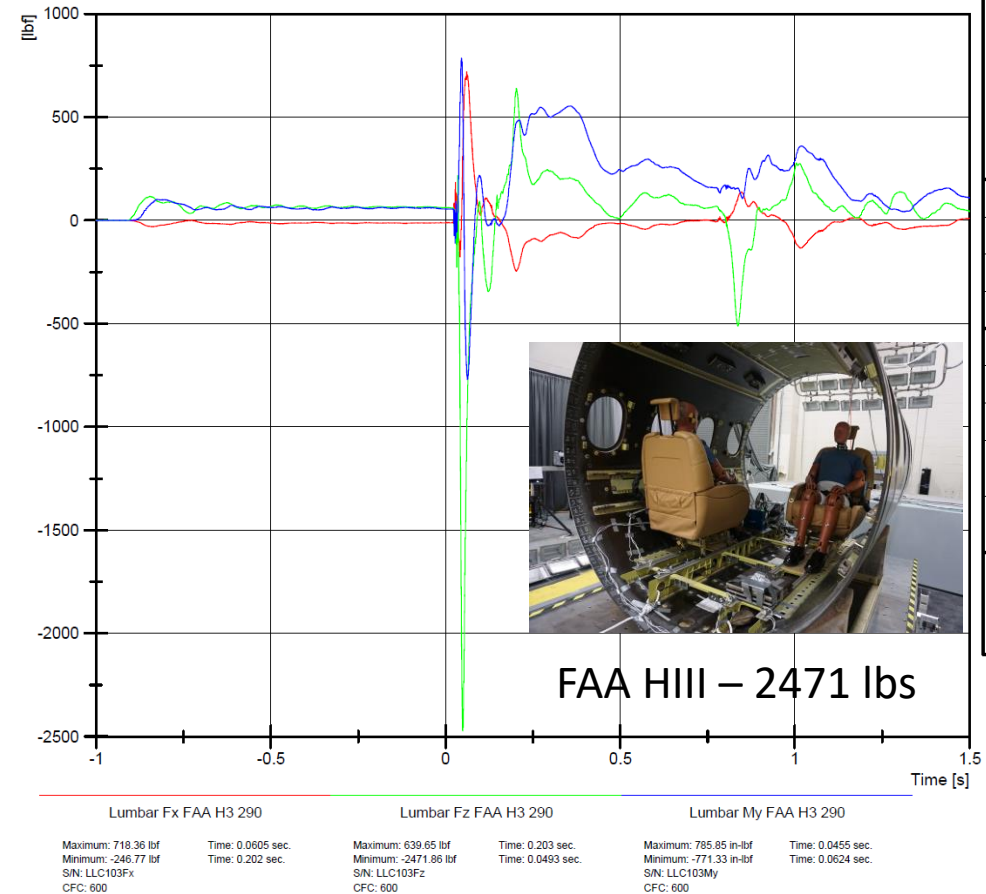 [lbf]
1000
500
0
-500
-1000
-1500
-2000
-2500
-1
-0.5
0
0.5
1
1.5
Time [s]
FAA HIII – 2471 lbs
Lumbar Fx FAA H3 290
Maximum: 718.36 lbf Time: 0.0605 sec.
Minimum: -246.77 lbf Time: 0.202 sec.
S/N: LLC103Fx
CFC: 600
Lumbar Fz FAA H3 290
Maximum: 639.65 lbf Time: 0.203 sec.
Minimum: -2471.86 lbf Time: 0.0493 sec.
S/N: LLC103Fz
CFC: 600
Lumbar My FAA H3 290
Maximum: 785.85 in-lbf Time: 0.0455 sec.
Minimum: -771.33 in-lbf Time: 0.0624 sec.
S/N: LLC103My
CFC: 600